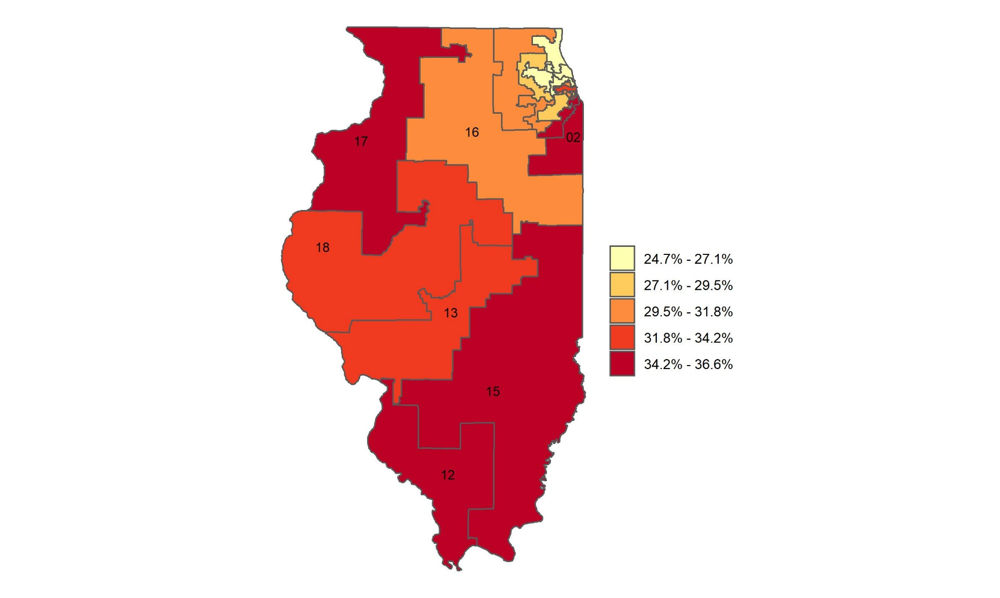 16
17
02
18
13
15
12
24.7% - 27.1%
27.1% - 29.5%
29.5% - 31.8%
31.8% - 34.2%
34.2% - 36.6%